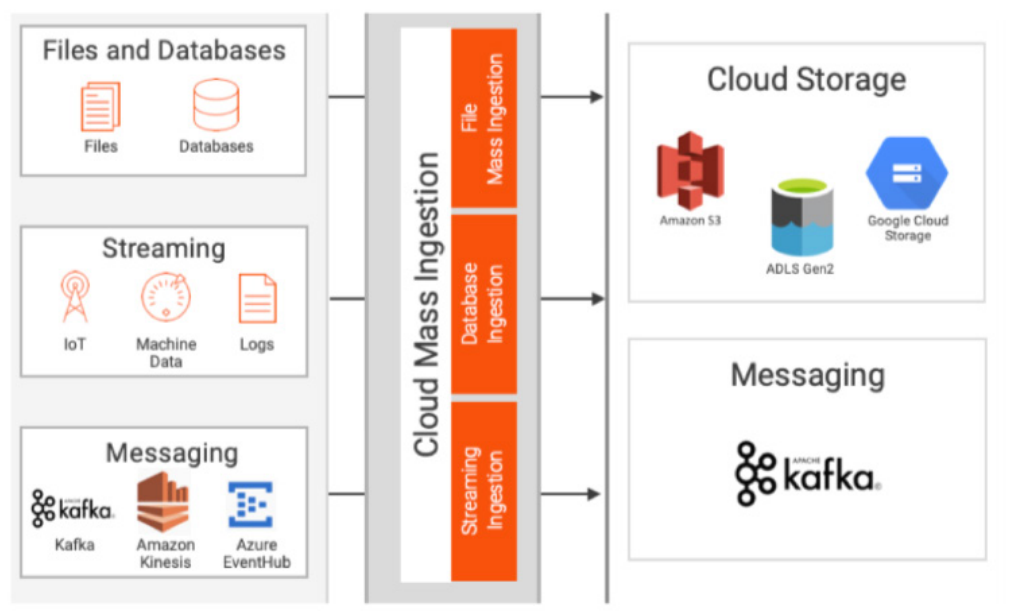 Files and Databases
Files
Databases
Streaming
IoT
Machine
Data
Logs
Messaging
APACHE
kafka
Kafka
Amazon
Kinesis
Azure
EventHub
Cloud Mass Ingestion
File
Mass Ingestion
Database
Ingestion
Streaming
Ingestion
Cloud Storage
Amazon S3
ADLS Gen2
Google Cloud
Storage
Messaging
APACHE
kafka®